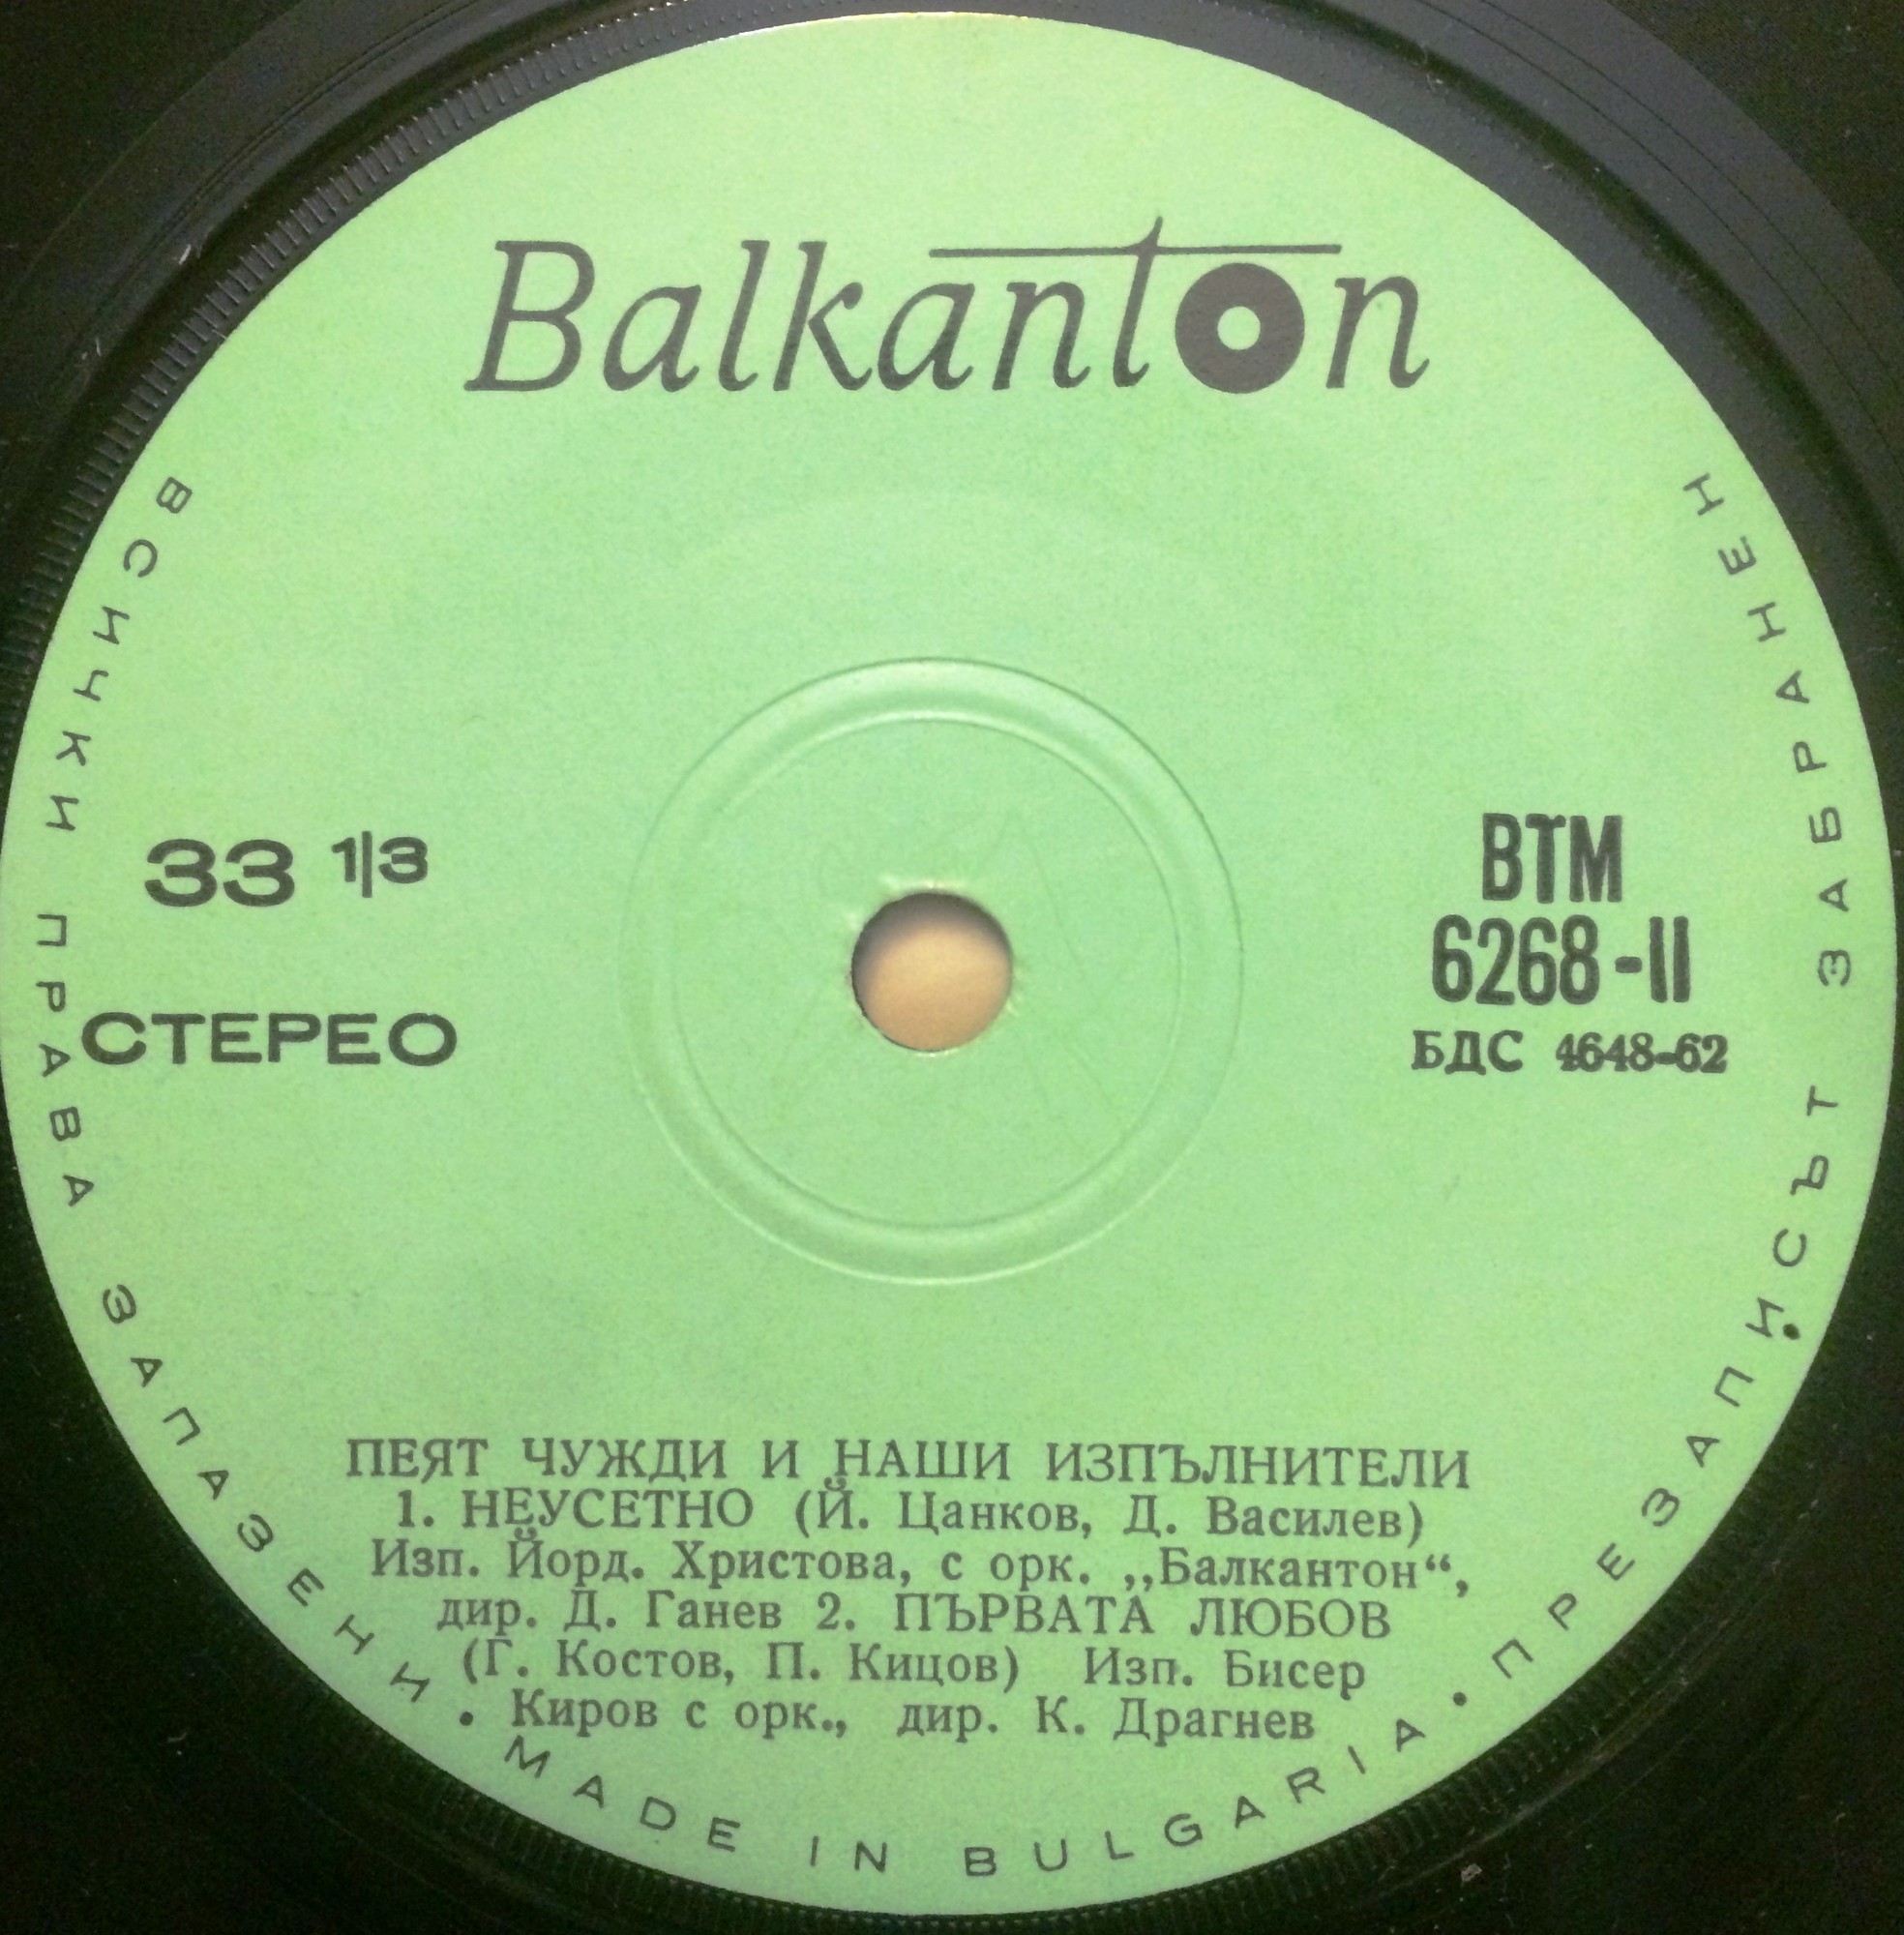 Balkanton
33 1|3
СТЕРЕО
ВТМ
6268-II
БДС 4648-62
ПЕЯТ ЧУЖДИ И НАШИ ИЗПЪЛНИТЕЛИ
1. НЕУСЕТНО (Й. Цанков, Д. Василев)
Изп. Йорд. Христова, с орк. „Балкантон“,
дир. Д. Ганев 2. ПЪРВАТА ЛЮБОВ
(Г. Костов, П. Кицов) Изп. Бисер
Киров с орк., дир. К. Драгнев
ВСИЧКИ ПРАВА ЗАПАЗЕНИ • MADE IN BULGARIA • ПРЕЗАПИСЪТ ЗАБРАНЕН